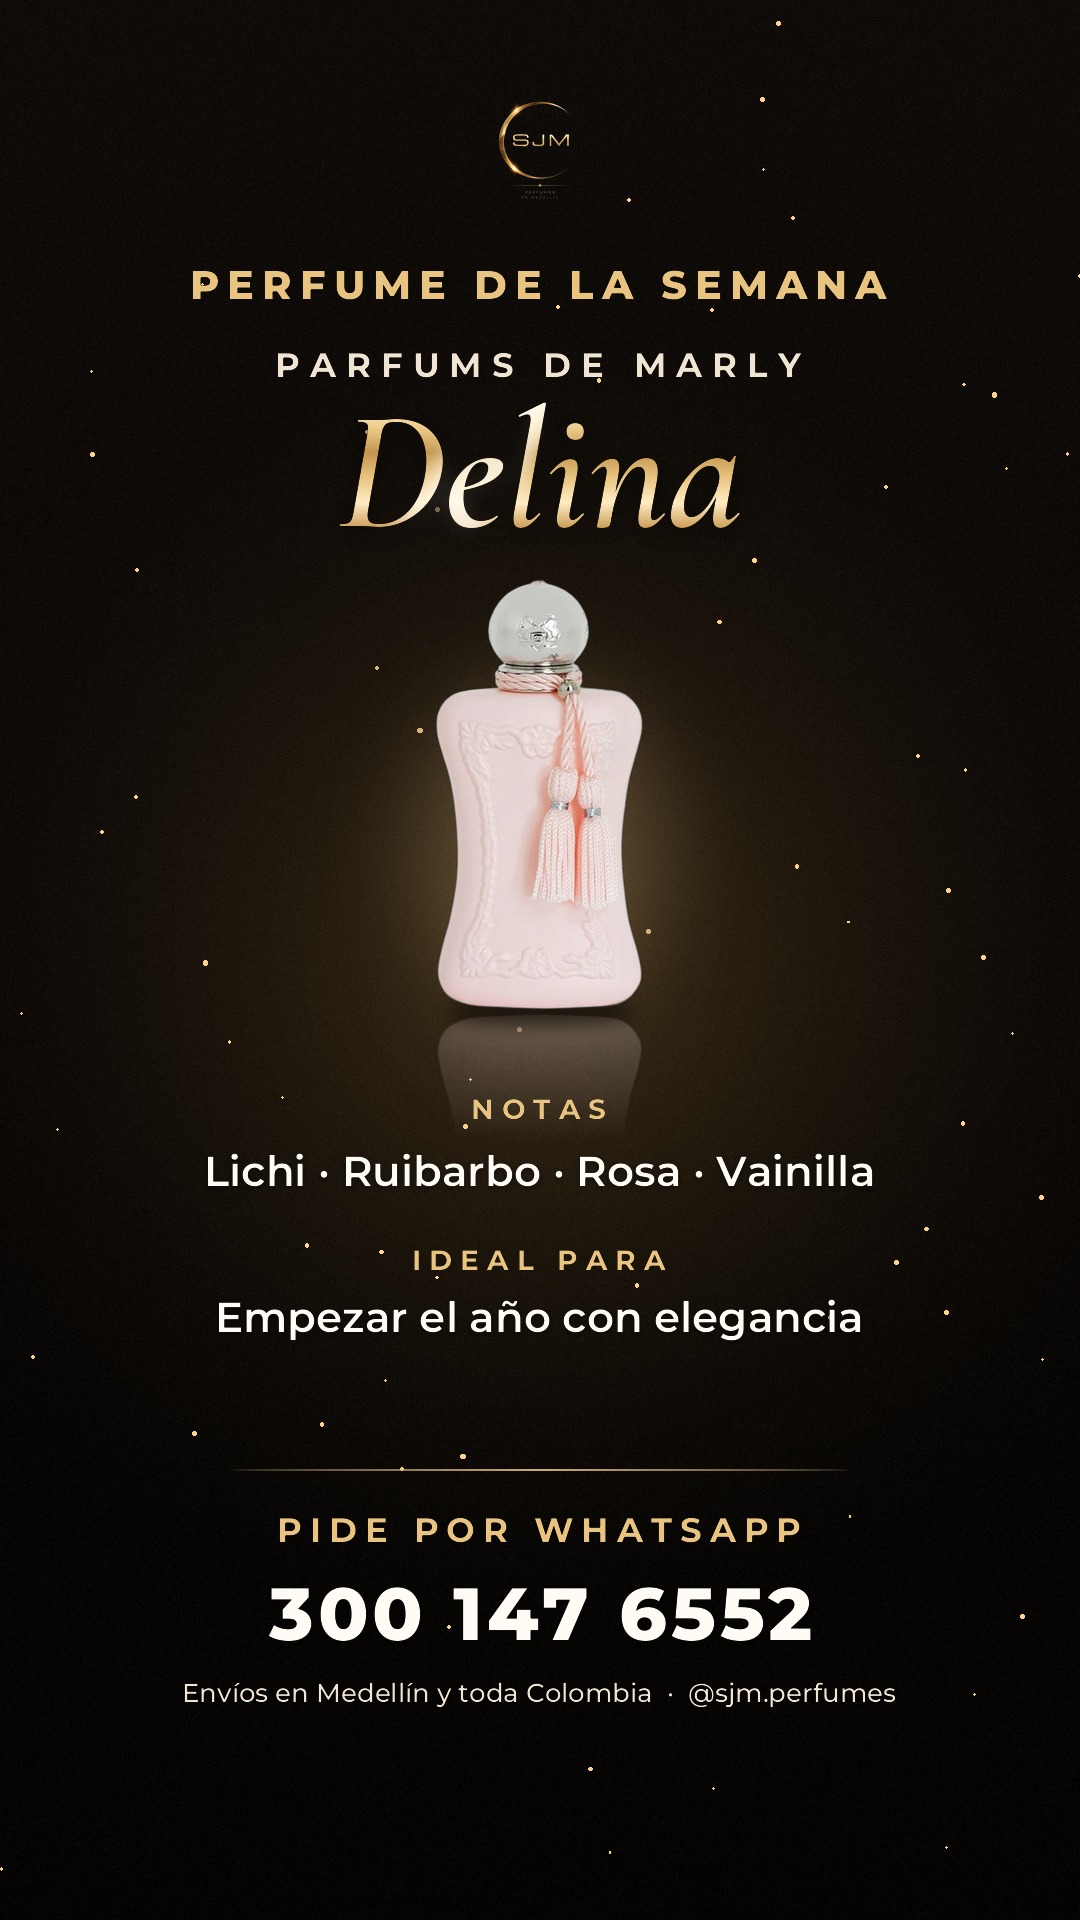 SJM
PERFUME DE LA SEMANA
PARFUMS DE MARLY
Delina
NOTAS
Lichi · Ruibarbo · Rosa · Vainilla
IDEAL PARA
Empezar el año con elegancia
PIDE POR WHATSAPP
300 147 6552
Envíos en Medellín y toda Colombia · @sjm.perfumes